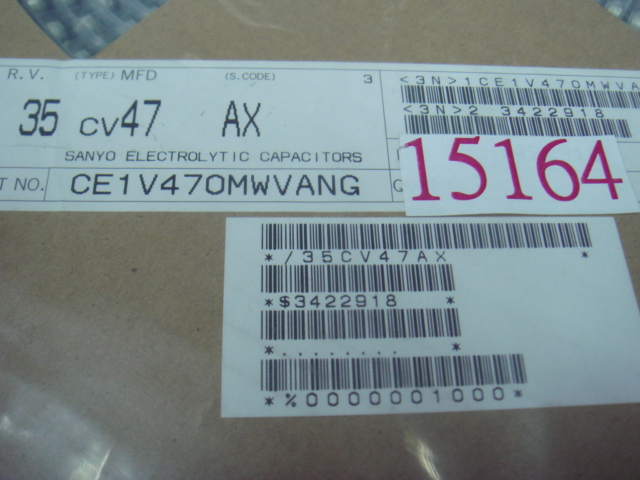 R.V. (TYPE) MFD (S.CODE) 3
35 CV47 AX
SANYO ELECTROLYTIC CAPACITORS
T NO. CE1V470MWVANG
<3N>1CE1V470MWVA
<3N>2 3422918
15164
*/35CV47AX *
*$3422918 *
*........ *
*%0000001000*